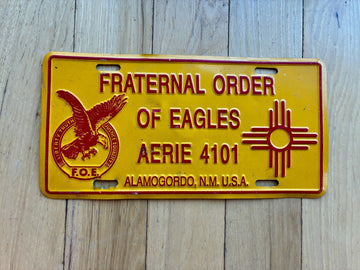 FRATERNAL ORDER
OF EAGLES
AERIE 4101
F.O.E.
ALAMOGORDO, N.M. U.S.A.